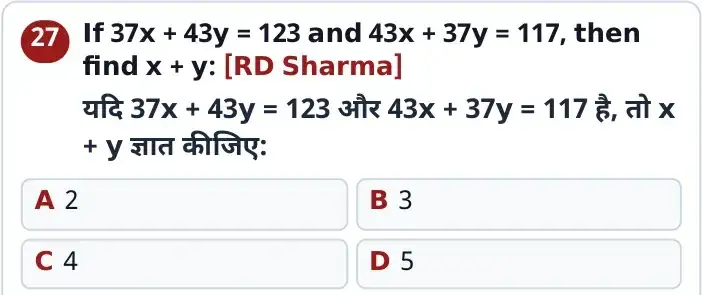 27 If 37x + 43y = 123 and 43x + 37y = 117, then
find x + y: [RD Sharma]
यदि 37x + 43y = 123 और 43x + 37y = 117 है, तो x
+ y ज्ञात कीजिए:
A 2 B 3
C 4 D 5